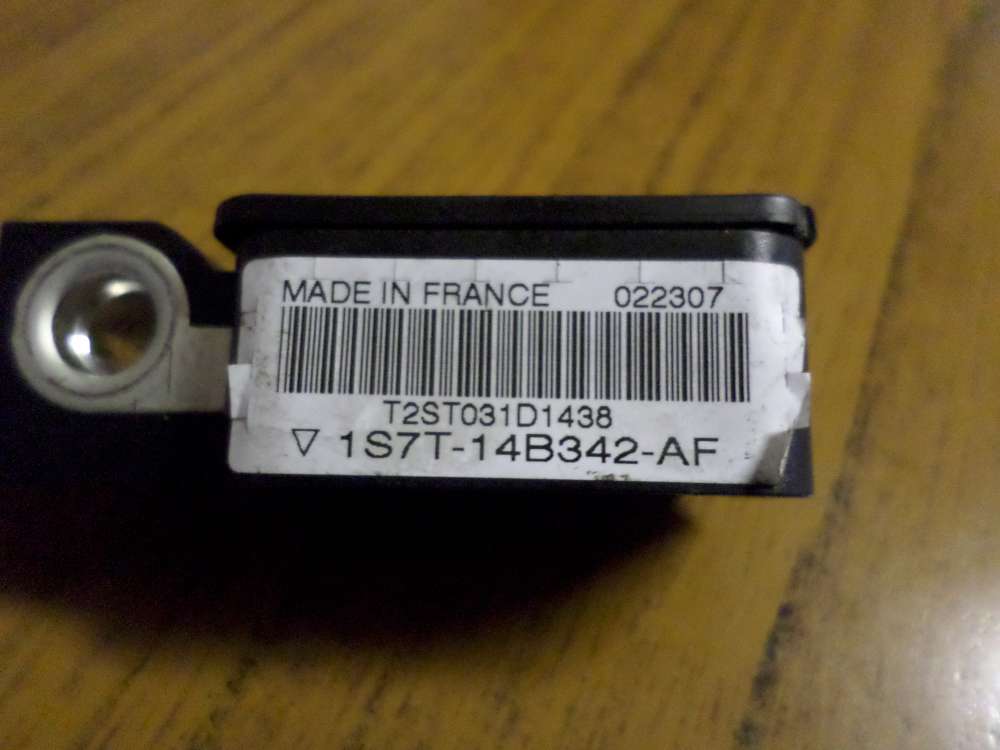 MADE IN FRANCE 022307
T2ST031D1438
▽ 1S7T-14B342-AF